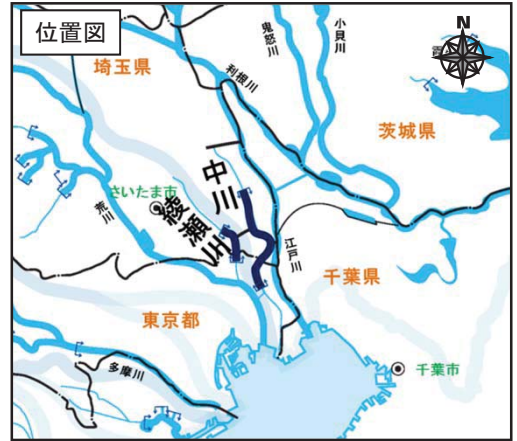 位置図
N
埼玉県
利根川
鬼怒川
小貝川
霞
茨城県
さいたま市
荒川
中川
綾瀬川
江戸川
千葉県
東京都
多摩川
千葉市